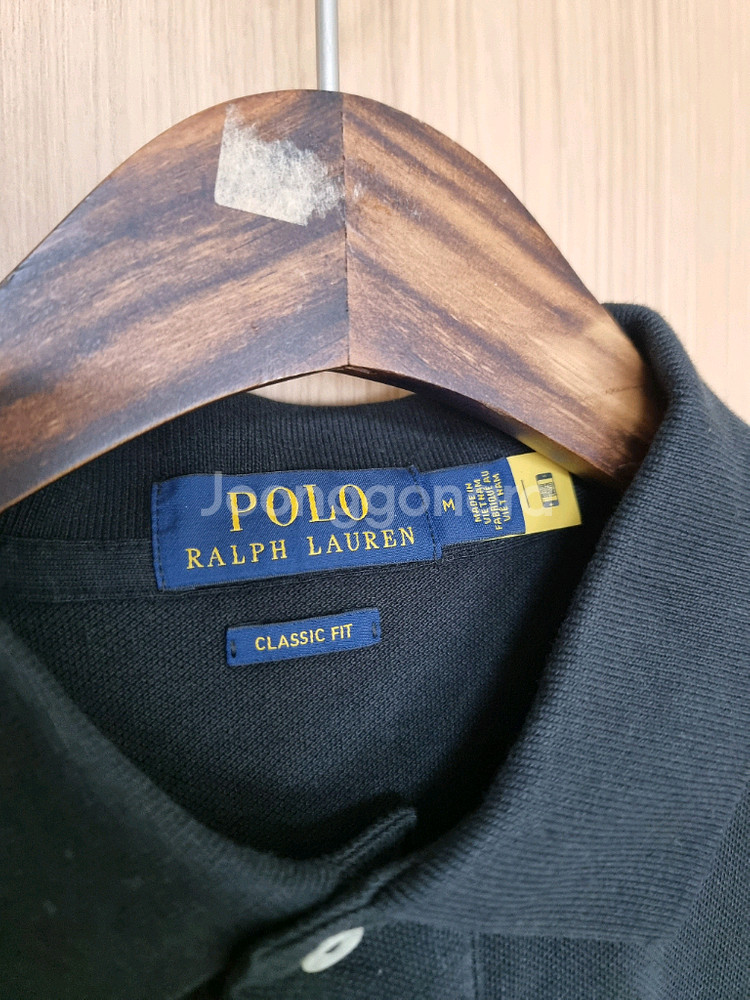 POLO
RALPH LAUREN
M
MADE IN
VIETNAM
FABRIQUÉ AU
VIET NAM
CLASSIC FIT
Joonggonara